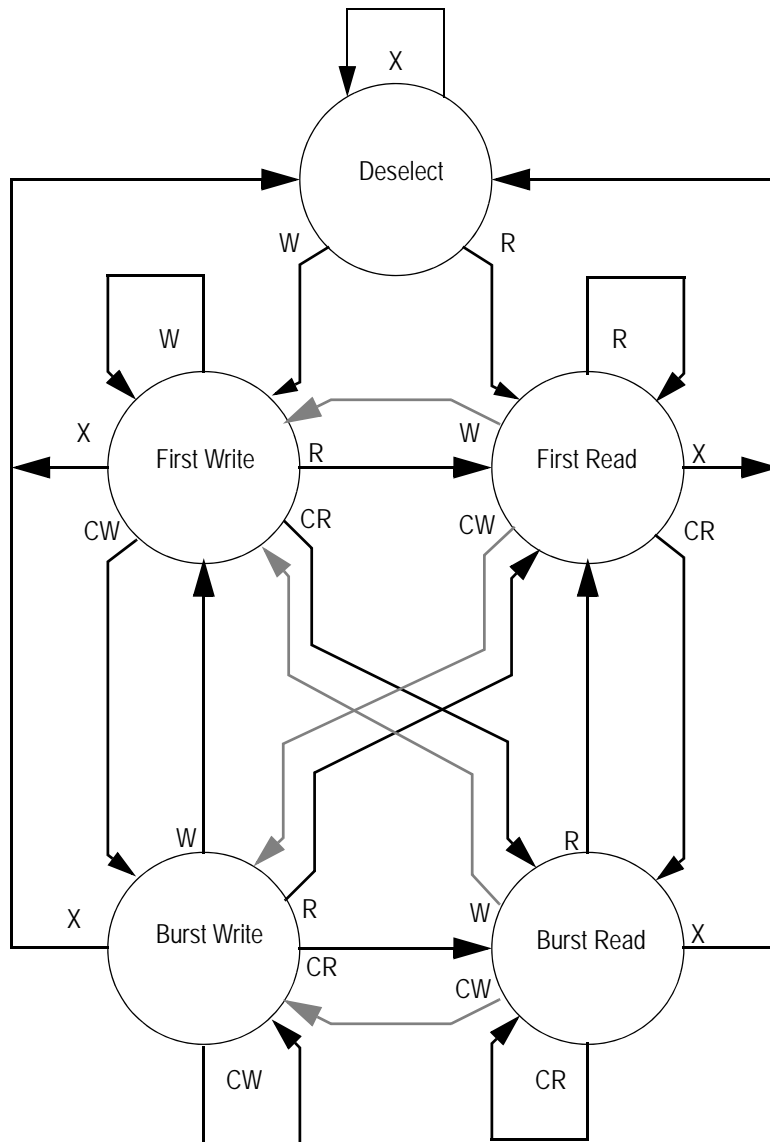 X
Deselect
W
R
W
R
X
W
First Write
R
First Read
X
CW
CR
CW
CR
W
R
X
R
W
Burst Write
Burst Read
X
CR
CW
CW
CR